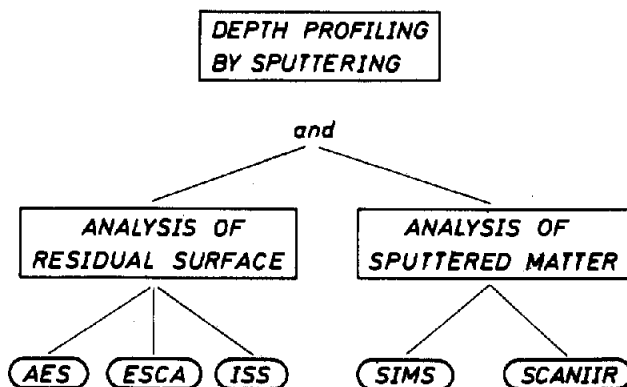 DEPTH PROFILING
BY SPUTTERING
and
ANALYSIS OF
RESIDUAL SURFACE
ANALYSIS OF
SPUTTERED MATTER
AES
ESCA
ISS
SIMS
SCANIIR